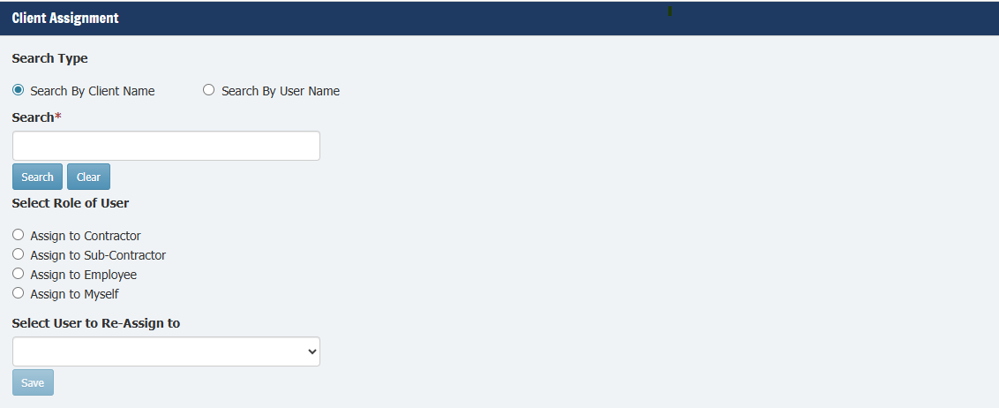 Client Assignment
Search Type
Search By Client Name Search By User Name
Search*
Search Clear
Select Role of User
Assign to Contractor
Assign to Sub-Contractor
Assign to Employee
Assign to Myself
Select User to Re-Assign to
Save